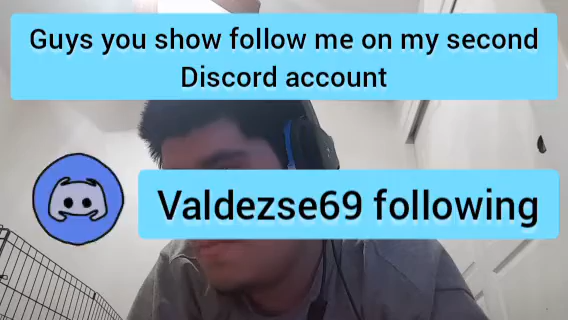 Guys you show follow me on my second
Discord account
Valdezse69 following